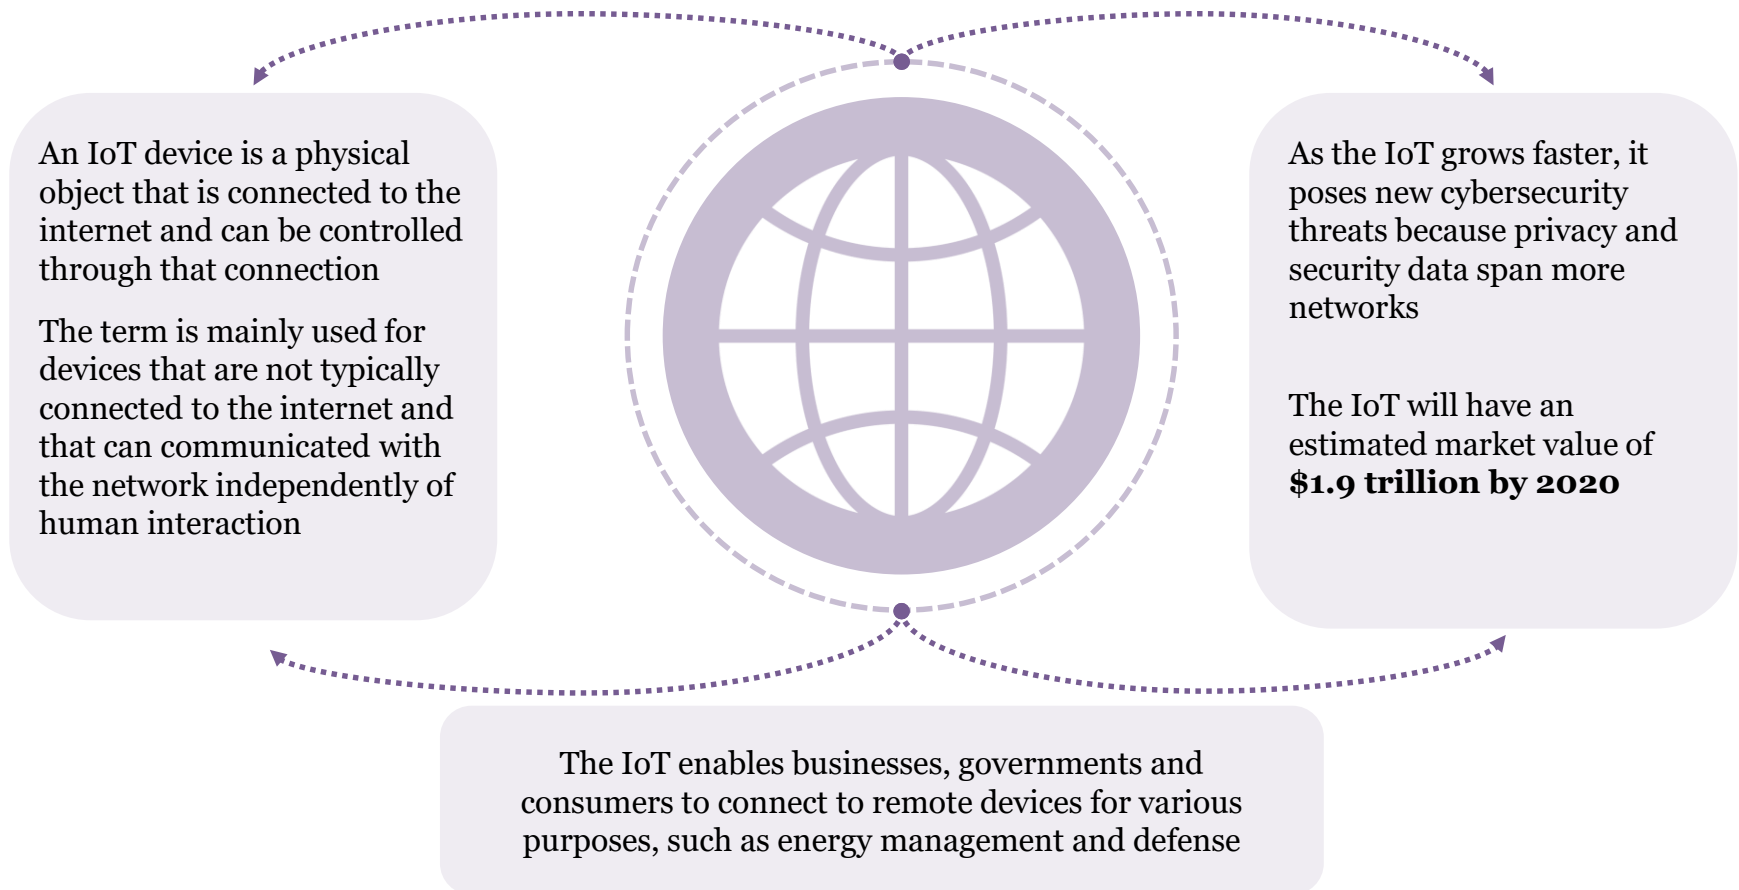 An IoT device is a physical
object that is connected to the
internet and can be controlled
through that connection
The term is mainly used for
devices that are not typically
connected to the internet and
that can communicated with
the network independently of
human interaction
As the IoT grows faster, it
poses new cybersecurity
threats because privacy and
security data span more
networks
The IoT will have an
estimated market value of
$1.9 trillion by 2020
The IoT enables businesses, governments and
consumers to connect to remote devices for various
purposes, such as energy management and defense